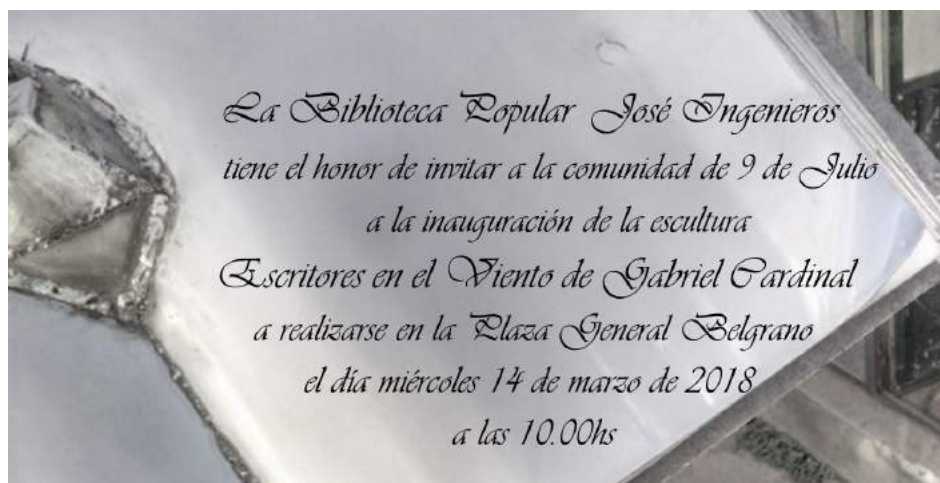 La Biblioteca Popular José Ingenieros
tiene el honor de invitar a la comunidad de 9 de Julio
a la inauguración de la escultura
Escritores en el Viento de Gabriel Cardinal
a realizarse en la Plaza General Belgrano
el día miércoles 14 de marzo de 2018
a las 10.00hs